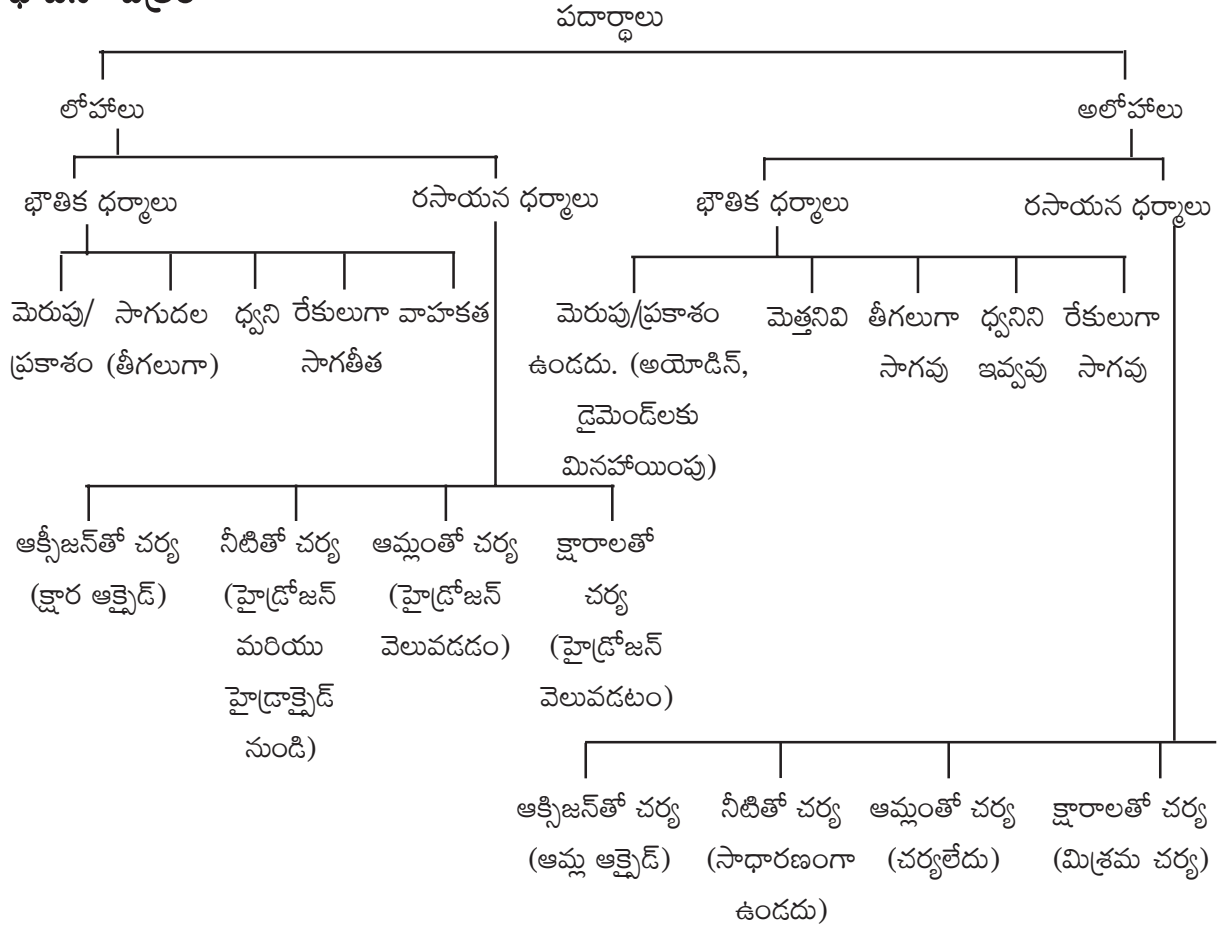 పదార్థాలు
లోహాలు
అలోహాలు
భౌతిక ధర్మాలు
రసాయన ధర్మాలు
భౌతిక ధర్మాలు
రసాయన ధర్మాలు
మెరుపు/
ప్రకాశం
సాగుదల
(తీగలుగా)
ధ్వని
రేకులుగా
సాగతీత
వాహకత
మెరుపు/ప్రకాశం
ఉండదు. (అయోడిన్,
డైమెండ్‌లకు
మినహాయింపు)
మెత్తనివి
తీగలుగా
సాగవు
ధ్వనిని
ఇవ్వవు
రేకులుగా
సాగవు
ఆక్సీజన్‌తో చర్య
(క్షార ఆక్సైడ్)
నీటితో చర్య
(హైడ్రోజన్
మరియు
హైడ్రాక్సైడ్
నుండి)
ఆమ్లంతో చర్య
(హైడ్రోజన్
వెలువడడం)
క్షారాలతో
చర్య
(హైడ్రోజన్
వెలువడటం)
ఆక్సిజన్‌తో చర్య
(ఆమ్ల ఆక్సైడ్)
నీటితో చర్య
(సాధారణంగా
ఉండదు)
ఆమ్లంతో చర్య
(చర్యలేదు)
క్షారాలతో చర్య
(మిశ్రమ చర్య)